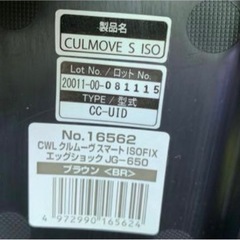 製品名
CULMOVE S ISO
Lot No. / ロット No.
20011-00-081115
TYPE / 型式
CC-UID
No.16562
CWL クルムーヴ スマート ISOFIX
エッグショック JG-650
ブラウン <BR>
4 972990 165624